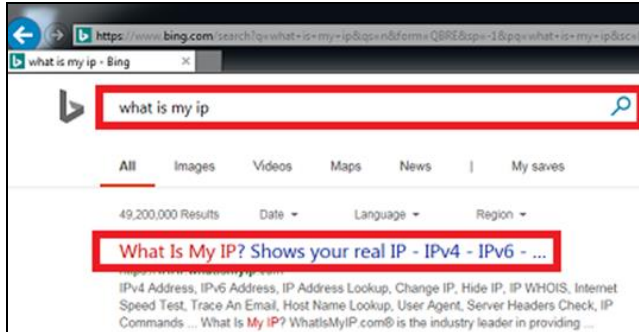 https://www.bing.com/search?q=what+is+my+ip&qs=n&form=QBRE&sp=-1&pq=what+is+my+ip&sc=
what is my ip - Bing
what is my ip
All Images Videos Maps News | My saves
49,200,000 Results Date Language Region
What Is My IP? Shows your real IP - IPv4 - IPv6 - ...
IPv4 Address, IPv6 Address, IP Address Lookup, Change IP, Hide IP, IP WHOIS, Internet
Speed Test, Trace An Email, Host Name Lookup, User Agent, Server Headers Check, IP
Commands ... What Is My IP? WhatIsMyIP.com® is the industry leader in providing ...